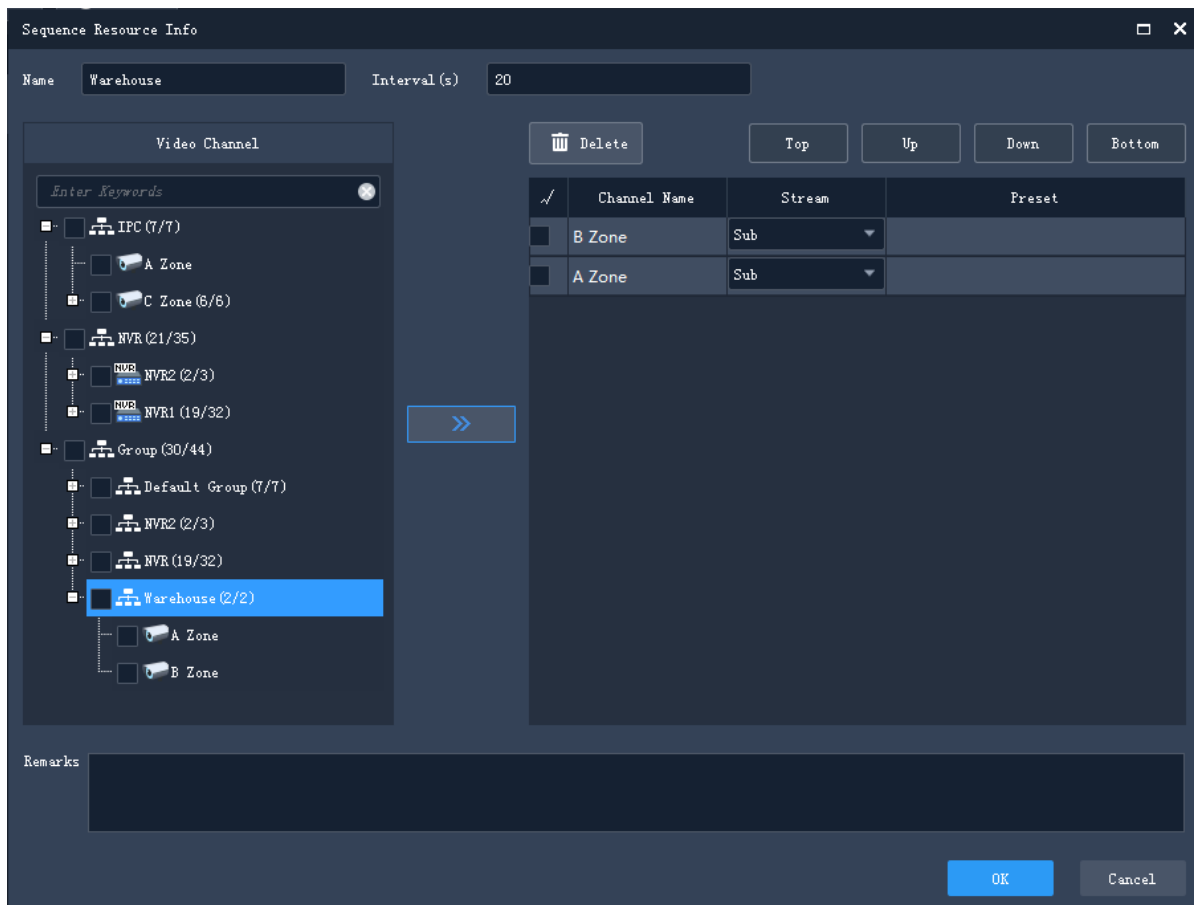 Sequence Resource Info
Name Warehouse Interval(s) 20
Video Channel
Delete Top Up Down Bottom
Enter Keywords
Channel Name Stream Preset
IPC(7/7)
B Zone Sub
A Zone
A Zone Sub
C Zone(6/6)
NVR(21/35)
NVR NVR2(2/3)
NVR NVR1(19/32)
Group(30/44)
Default Group(7/7)
NVR2(2/3)
NVR(19/32)
Warehouse(2/2)
A Zone
B Zone
Remarks
OK Cancel